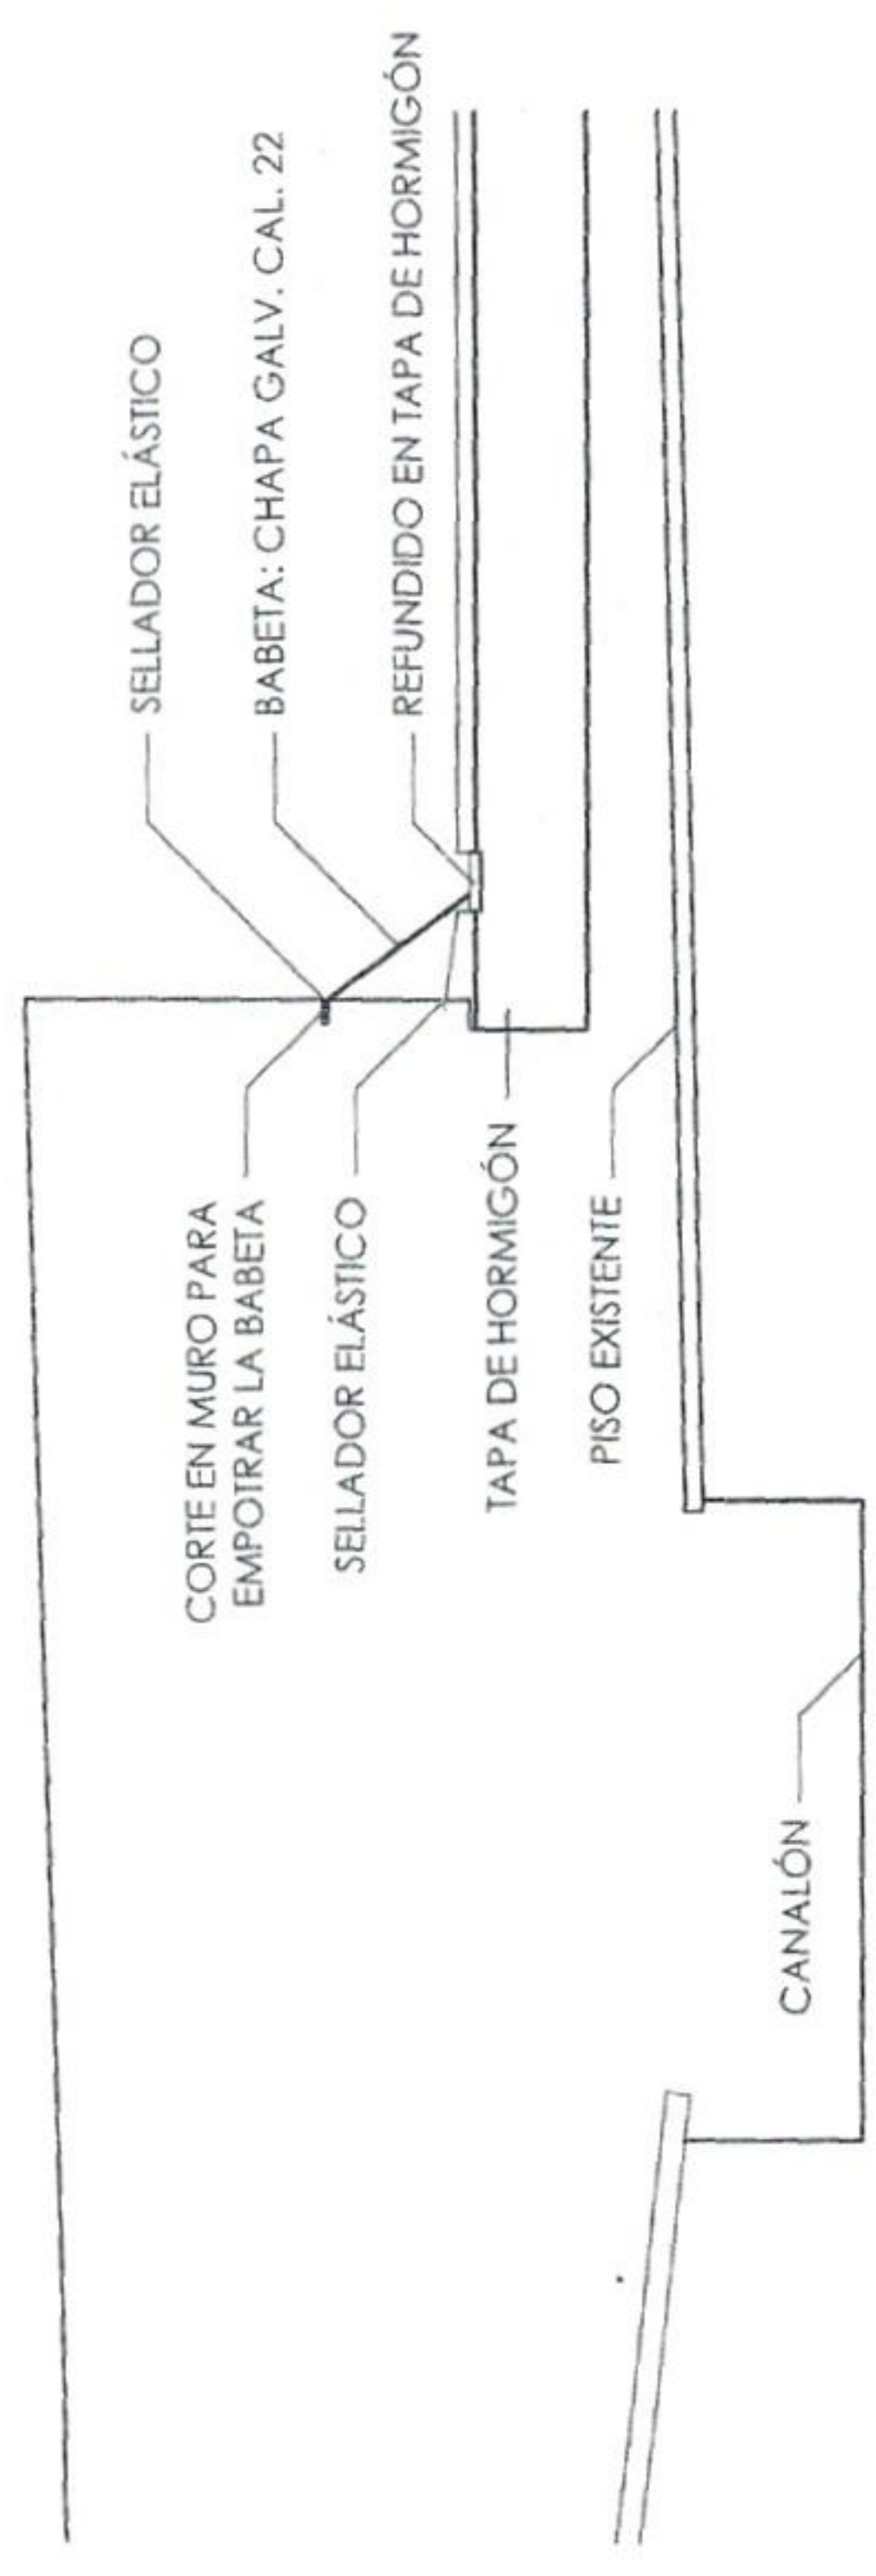 SELLADOR ELÁSTICO
BABETA: CHAPA GALV. CAL. 22
REFUNDIDO EN TAPA DE HORMIGÓN
CORTE EN MURO PARA
EMPOTRAR LA BABETA
SELLADOR ELÁSTICO
TAPA DE HORMIGÓN
PISO EXISTENTE
CANALÓN